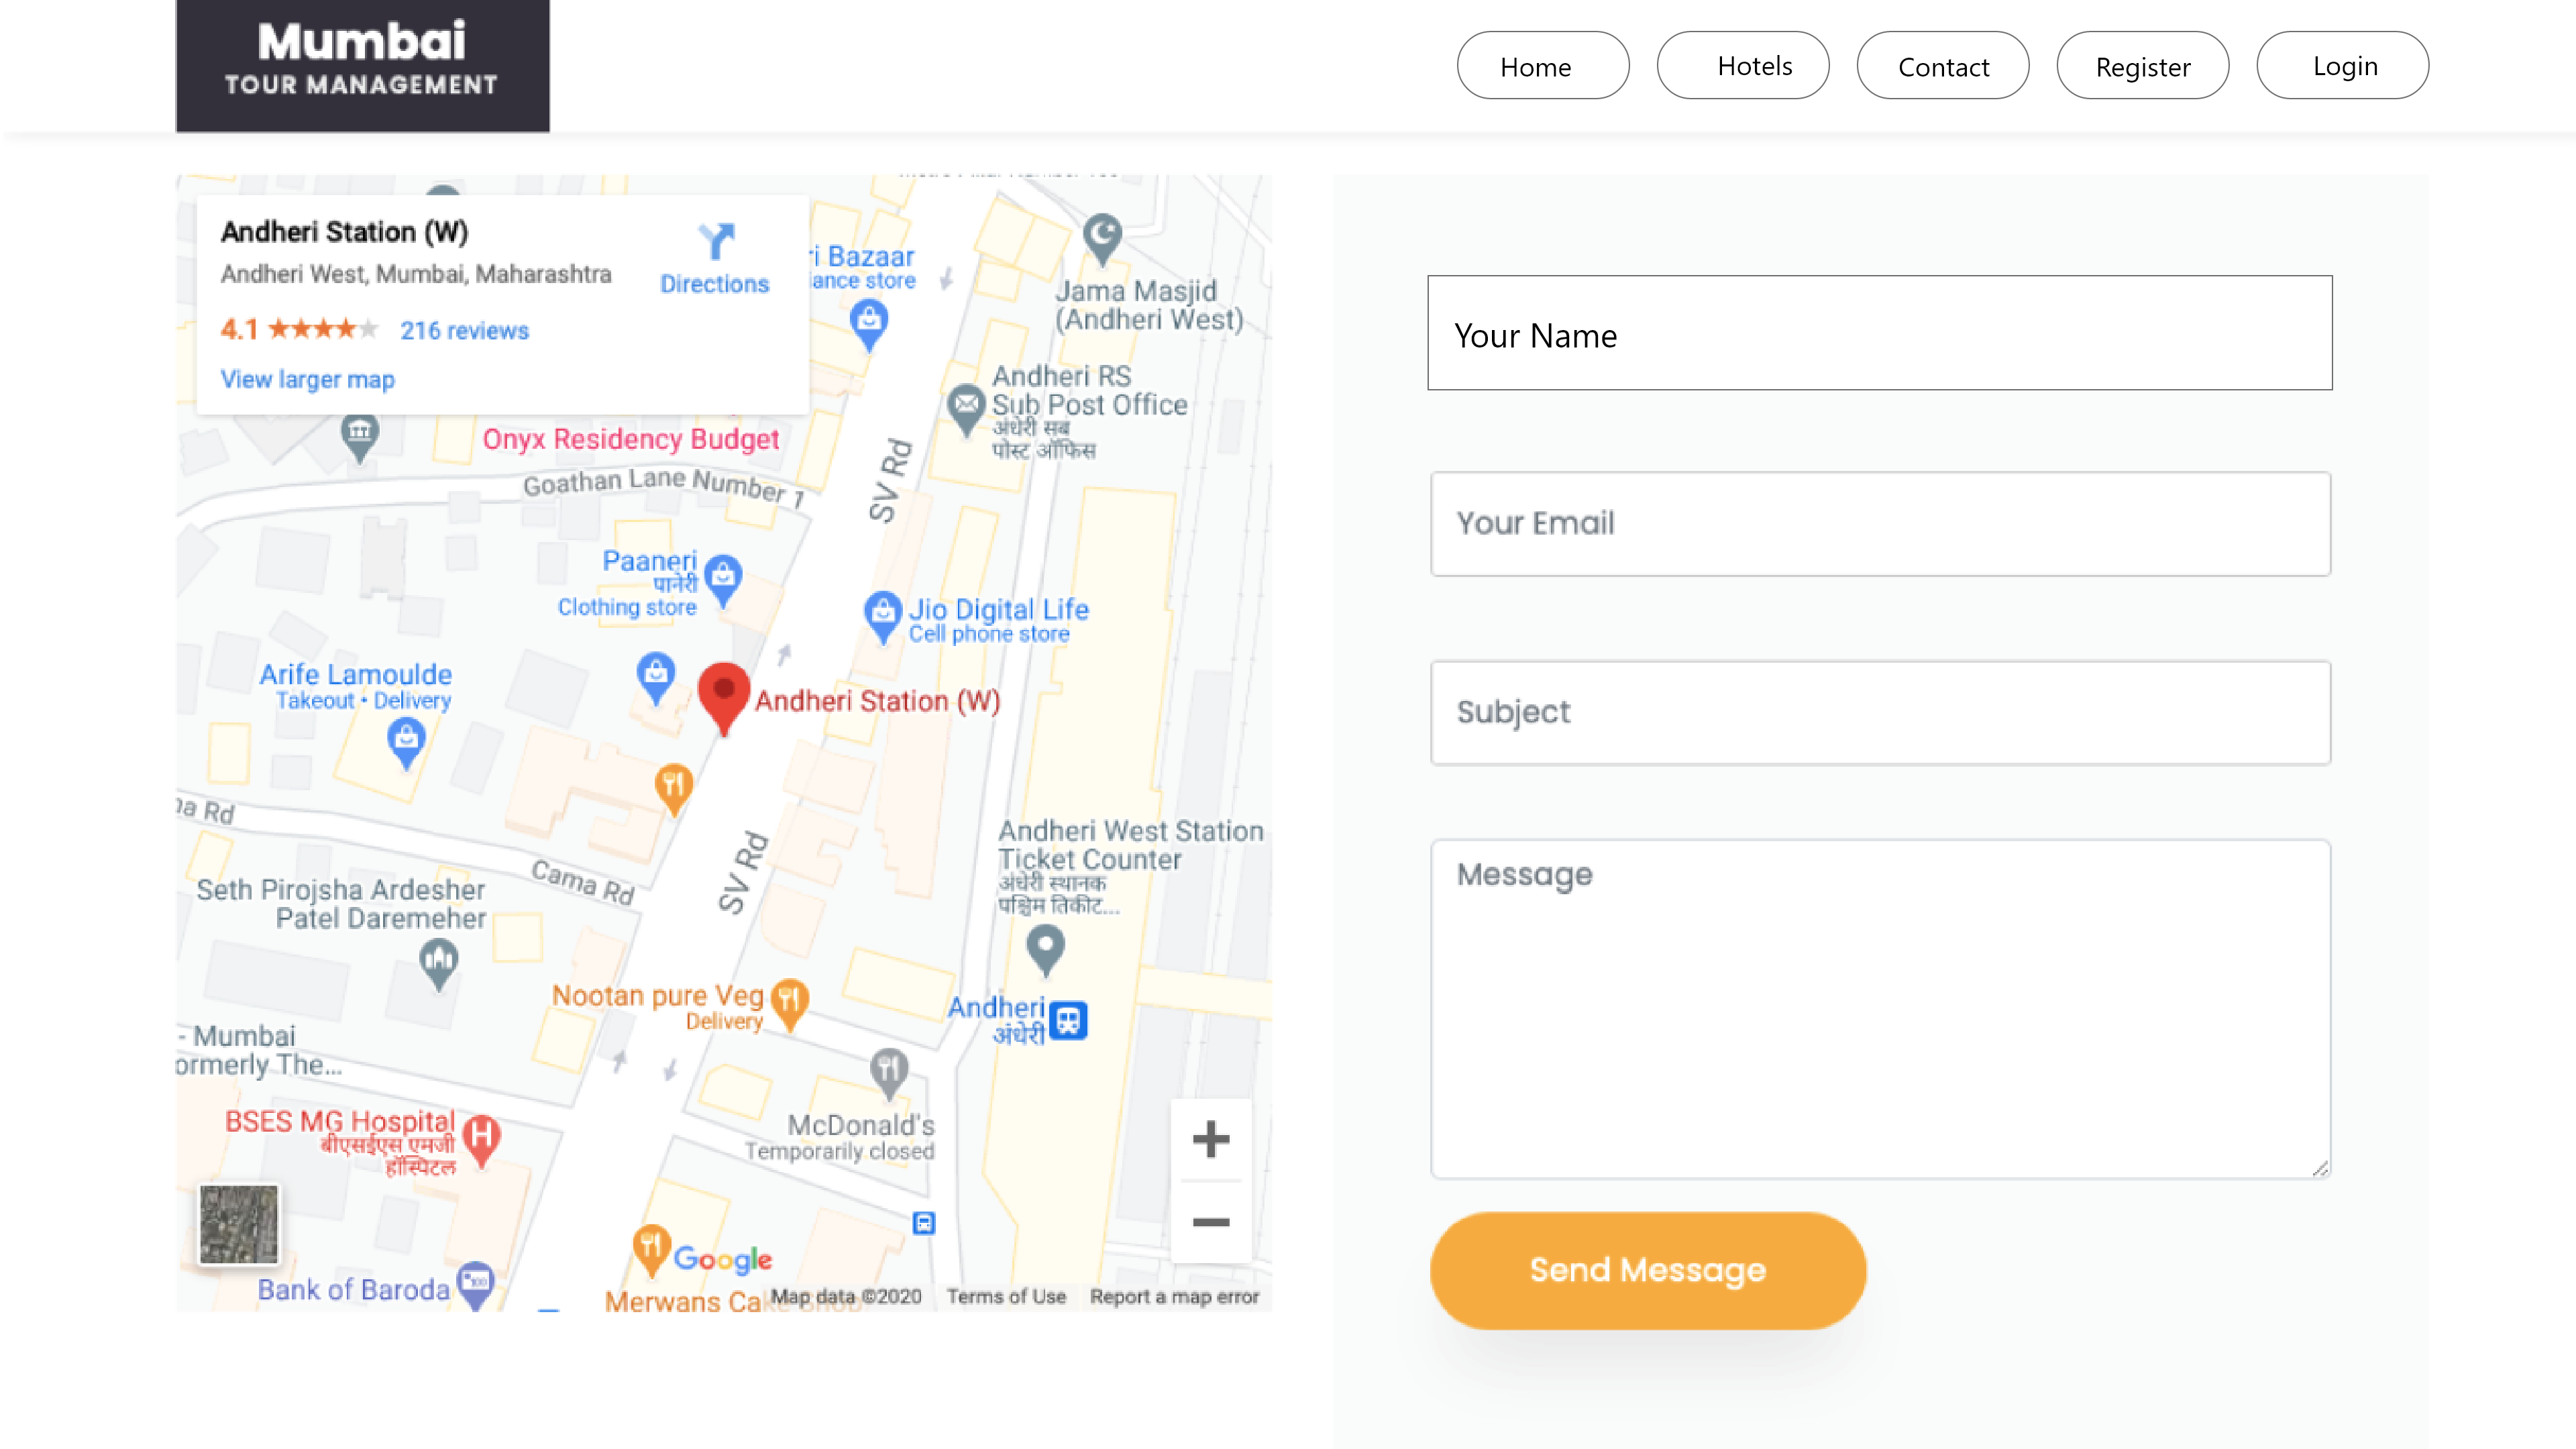 Mumbai
TOUR MANAGEMENT
Home
Hotels
Contact
Register
Login
Andheri Station (W)
Andheri West, Mumbai, Maharashtra
4.1
216 reviews
View larger map
Directions
ri Bazaar
Jama Masjid
(Andheri West)
Andheri RS
Sub Post Office
अंधेरी सब
पोस्ट ऑफिस
Onyx Residency Budget
Goathan Lane Number 1
SV Rd
Paaneri
पानेरी
Clothing store
Jio Digital Life
Cell phone store
Arife Lamoulde
Takeout • Delivery
Andheri Station (W)
na Rd
Cama Rd
SV Rd
Andheri West Station
Ticket Counter
अंधेरी स्थानक
पश्चिम तिकीट...
Seth Pirojsha Ardesher
Patel Daremeher
Nootan pure Veg
Delivery
Andheri
अंधेरी
- Mumbai
ormerly The...
BSES MG Hospital
बीएसईएस एमजी
हॉस्पिटल
McDonald's
Temporarily closed
Bank of Baroda
Google
Merwans Cake Shop
Map data ©2020
Terms of Use
Report a map error
Your Name
Your Email
Subject
Message
Send Message